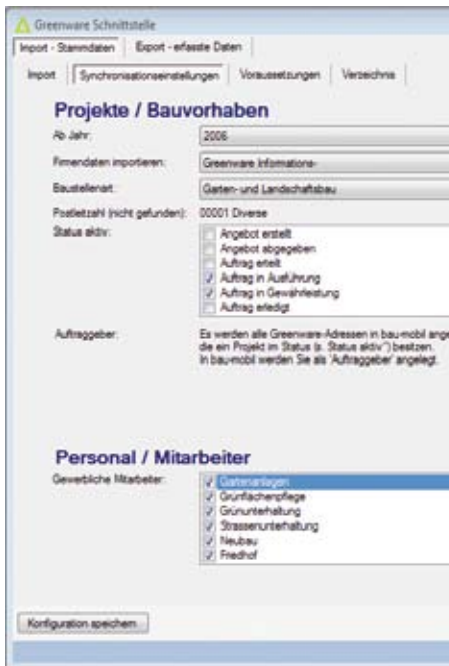 Greenware Schnittstelle
Import - Stammdaten Export - erfasste Daten
Import Synchronisationseinstellungen Voraussetzungen Verzeichnis
Projekte / Bauvorhaben
Ab Jahr: 2006
Firmendaten importieren: Greenware Informations-
Baustellenart: Garten- und Landschaftsbau
Postleitzahl (nicht gefunden): 00001 Diverse
Status aktiv: Angebot erstellt
Angebot abgegeben
Auftrag erteilt
Auftrag in Ausführung
Auftrag in Gewährleistung
Auftrag erledigt
Auftraggeber: Es werden alle Greenware-Adressen in bau-mobil ange
die ein Projekt im Status (s. Status aktiv") besitzen.
In bau-mobil werden Sie als 'Auftraggeber' angelegt.
Personal / Mitarbeiter
Gewerbliche Mitarbeiter: Gartenanlagen
Grünflächenpflege
Grünunterhaltung
Strassenunterhaltung
Neubau
Friedhof
Konfiguration speichern